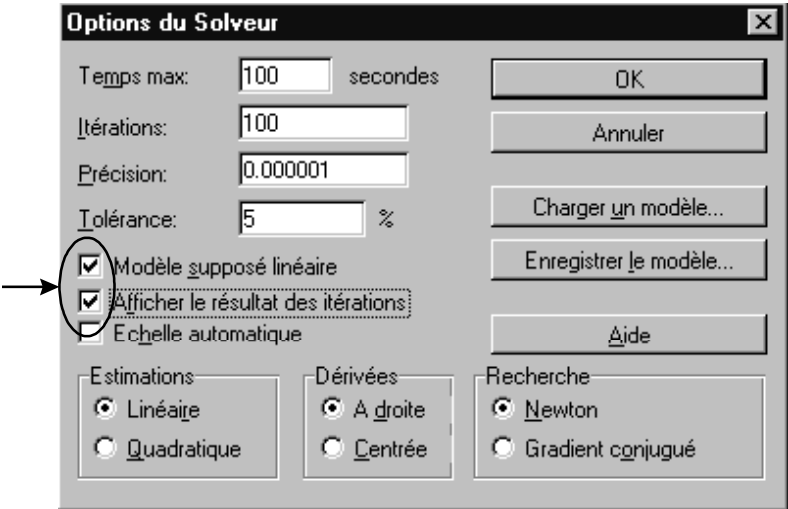 Options du Solveur
Temps max: 100 secondes
OK
Itérations: 100
Annuler
Précision: 0.000001
Tolérance: 5 %
Charger un modèle...
Modèle supposé linéaire
Enregistrer le modèle...
Afficher le résultat des itérations
Echelle automatique
Aide
Estimations
Linéaire
Quadratique
Dérivées
A droite
Centrée
Recherche
Newton
Gradient conjugué